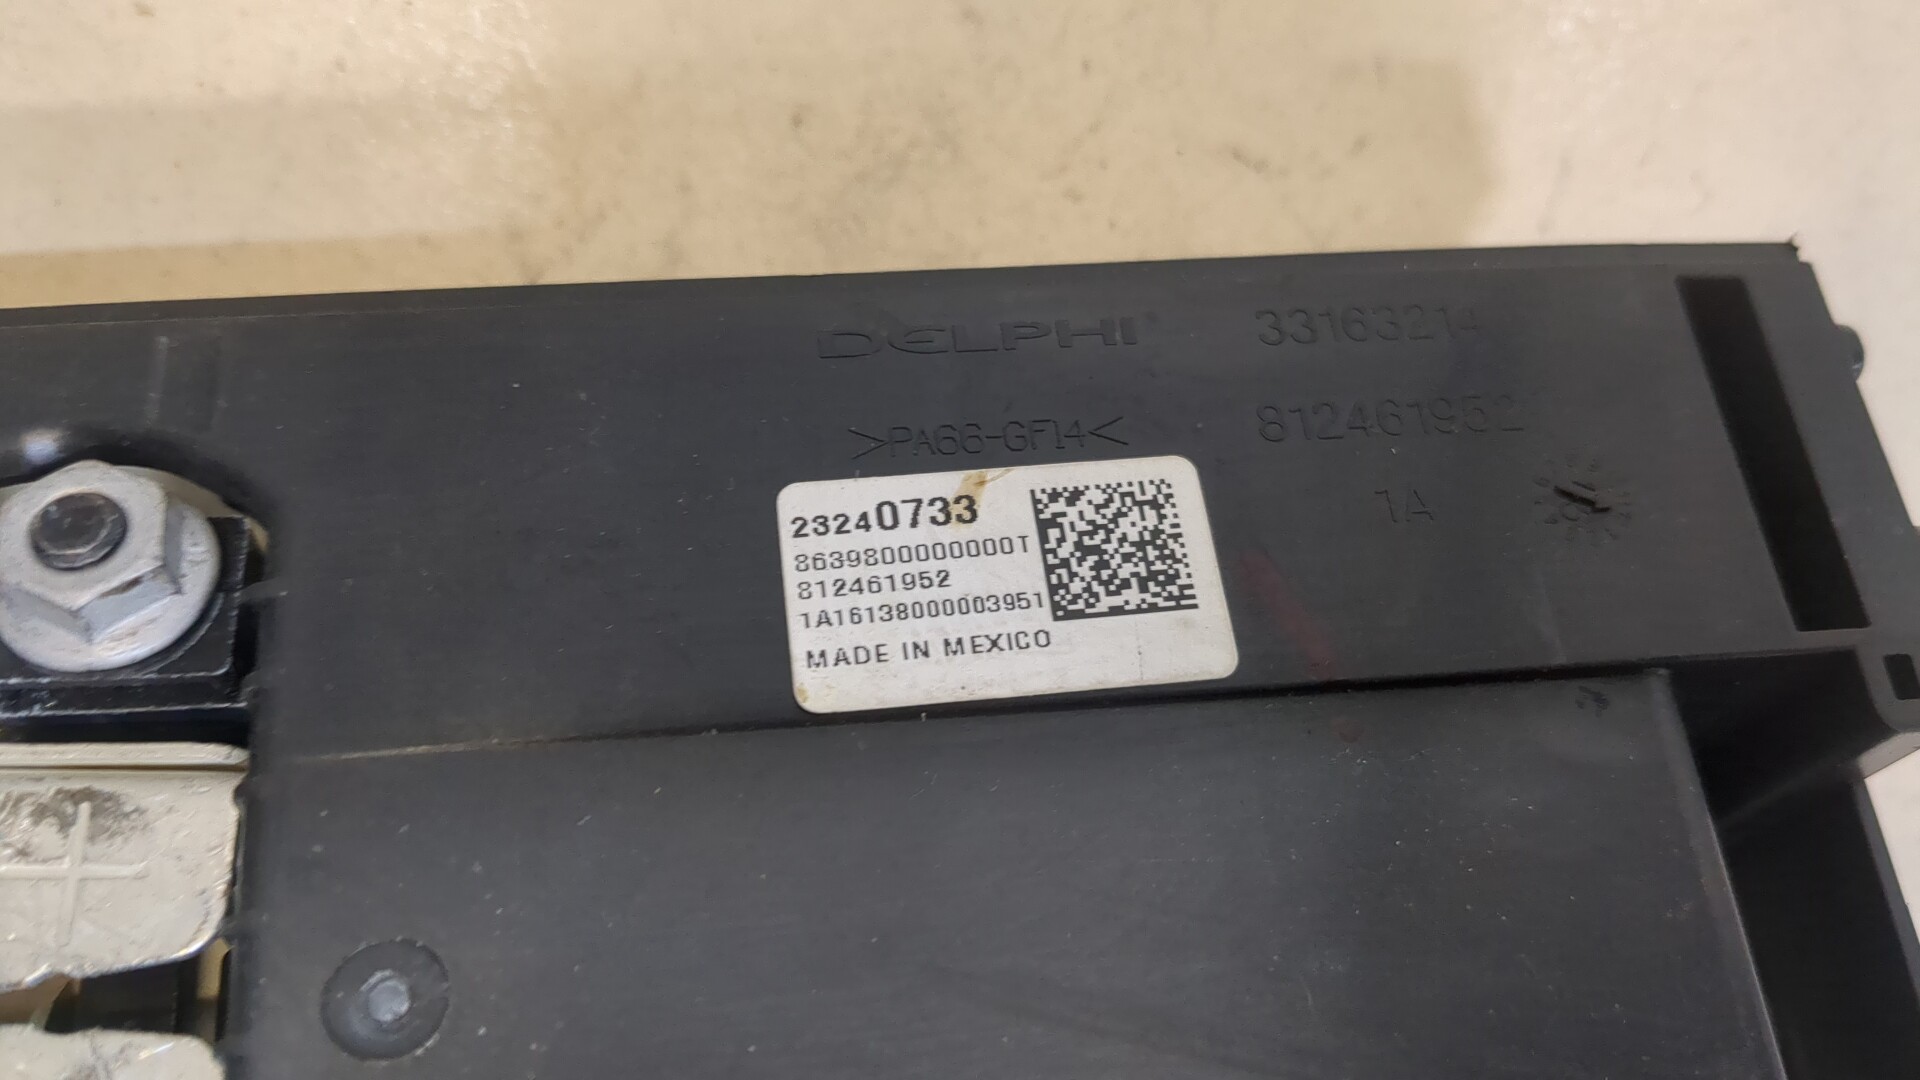 DELPHI 33163214
>PA66-GF14< 812461952
1A
23240733
8639800000000T
812461952
1A16138000003951
MADE IN MEXICO
+